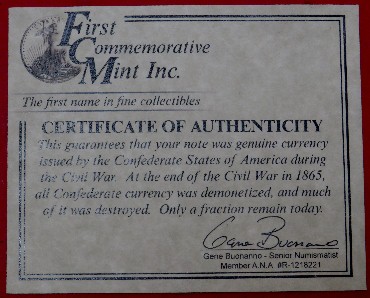 First
Commemorative
Mint Inc.
The first name in fine collectibles
CERTIFICATE OF AUTHENTICITY
This guarantees that your note was genuine currency
issued by the Confederate States of America during
the Civil War. At the end of the Civil War in 1865,
all Confederate currency was demonetized, and much
of it was destroyed. Only a fraction remain today.
Gene Buonanno
Gene Buonanno - Senior Numismatist
Member A.N.A. #R-1218221